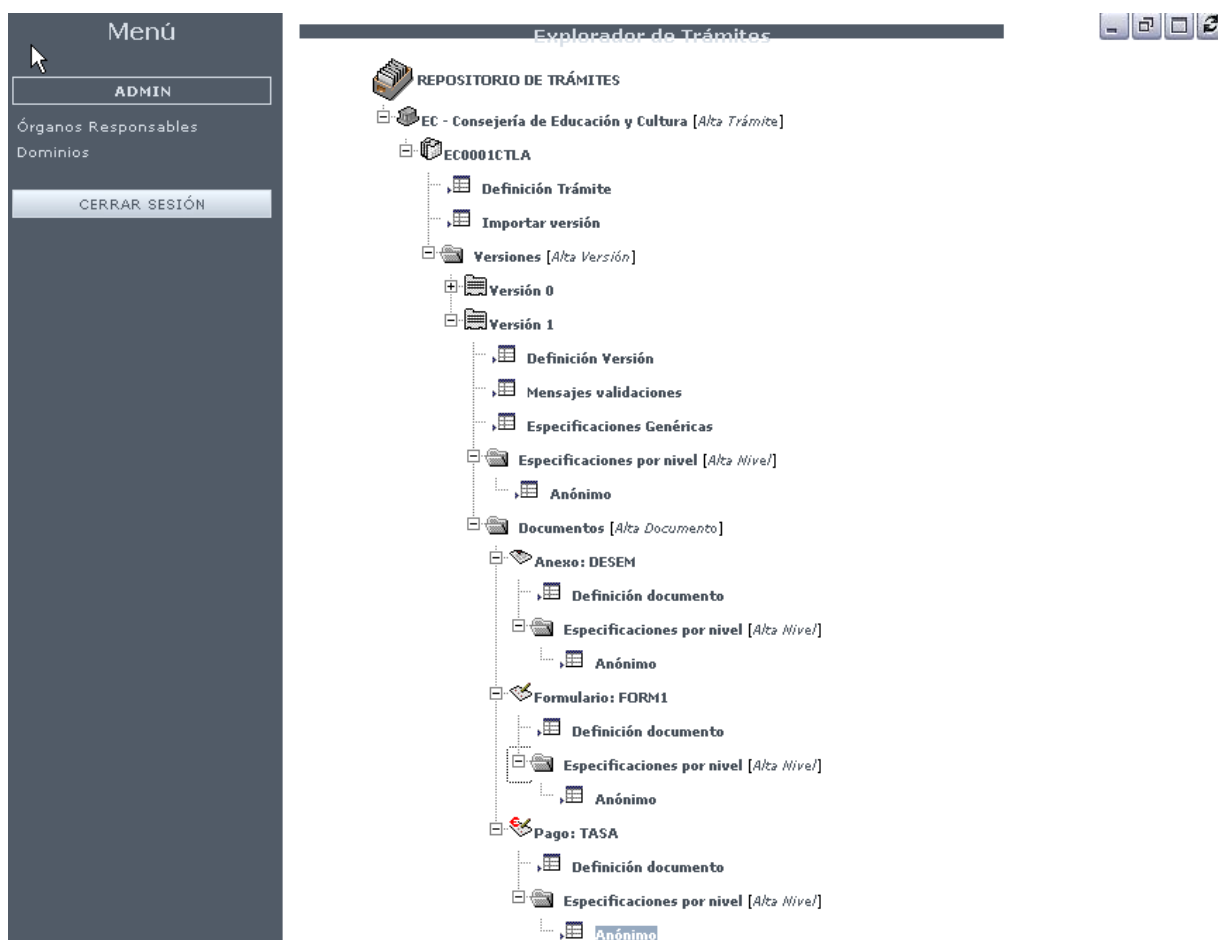 Menú
ADMIN
Órganos Responsables
Dominios
CERRAR SESIÓN
Explorador de Trámites
REPOSITORIO DE TRÁMITES
EC - Consejería de Educación y Cultura [Alta Trámite]
EC0001CTLA
Definición Trámite
Importar versión
Versiones [Alta Versión]
Versión 0
Versión 1
Definición Versión
Mensajes validaciones
Especificaciones Genéricas
Especificaciones por nivel [Alta Nivel]
Anónimo
Documentos [Alta Documento]
Anexo: DESEM
Definición documento
Especificaciones por nivel [Alta Nivel]
Anónimo
Formulario: FORM1
Definición documento
Especificaciones por nivel [Alta Nivel]
Anónimo
Pago: TASA
Definición documento
Especificaciones por nivel [Alta Nivel]
Anónimo